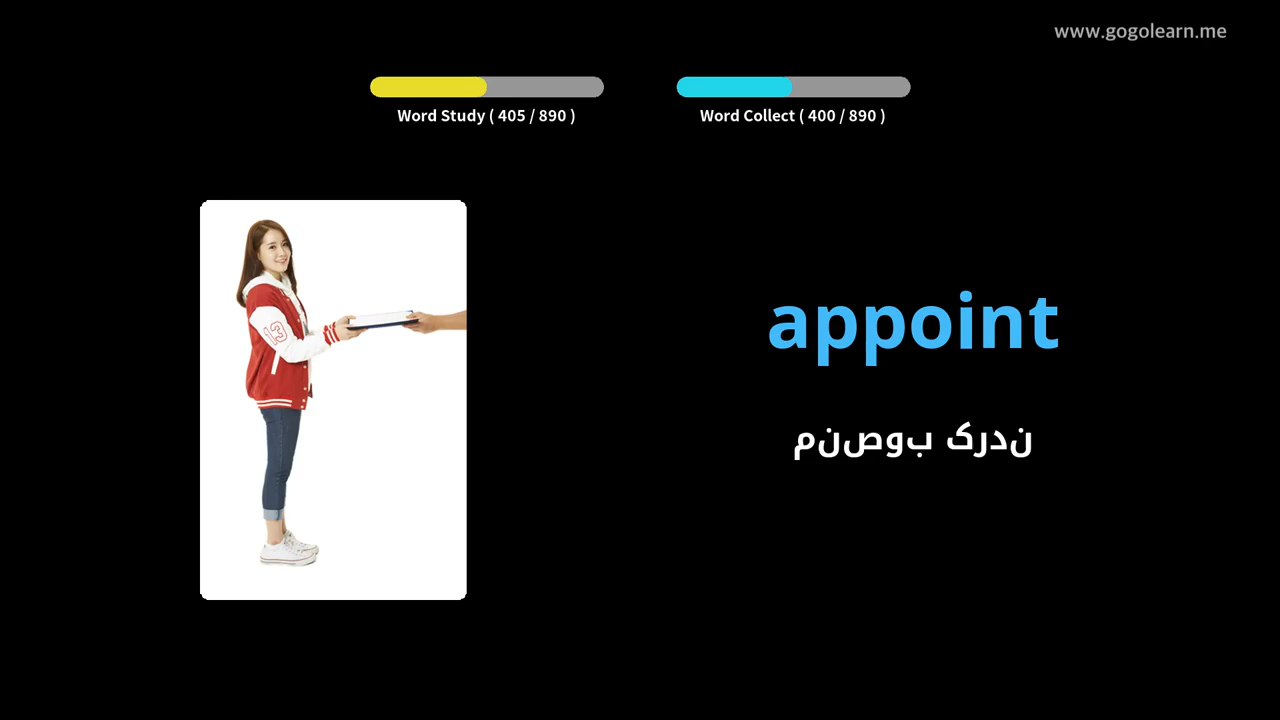 www.gogolearn.me
Word Study ( 405 / 890 )
Word Collect ( 400 / 890 )
13
appoint
منصوب کردن